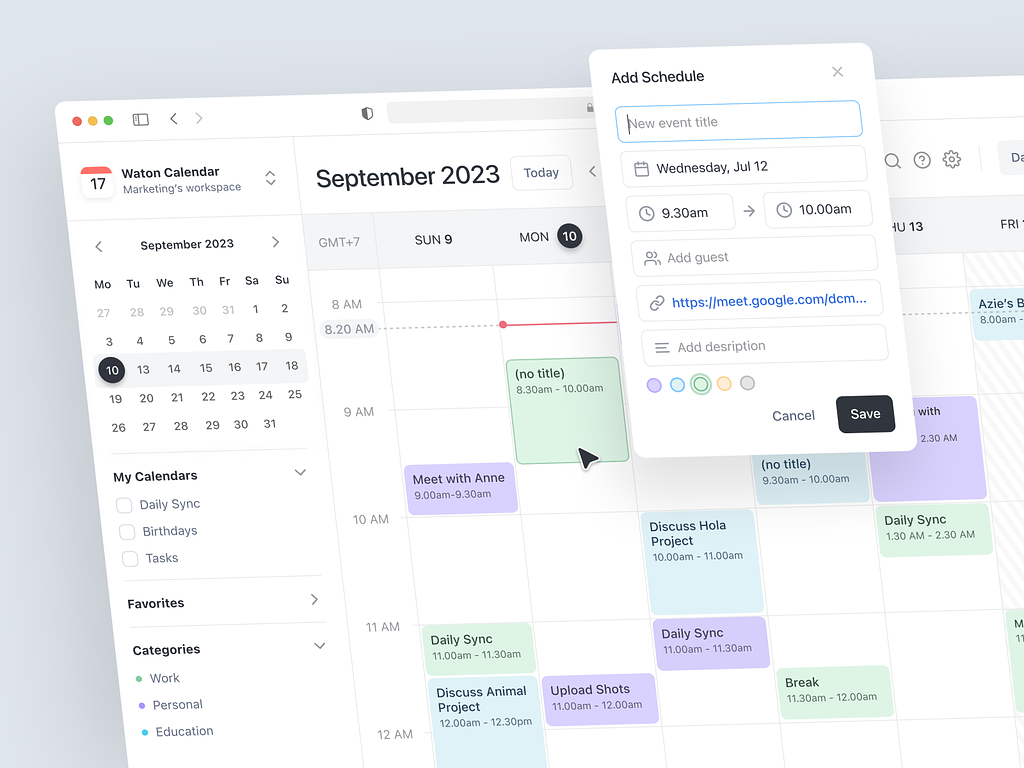 17
Waton Calendar
Marketing's workspace
September 2023
Mo Tu We Th Fr Sa Su
27 28 29 30 31 1 2
3 4 5 6 7 8 9
10 13 14 15 16 17 18
19 20 21 22 23 24 25
26 27 28 29 30 31
My Calendars
Daily Sync
Birthdays
Tasks
Favorites
Categories
Work
Personal
Education
September 2023
Today
GMT+7
SUN 9
MON 10
THU 13
FRI
8 AM
8.20 AM
9 AM
10 AM
11 AM
12 AM
Meet with Anne
9.00am-9.30am
Daily Sync
11.00am - 11.30am
Discuss Animal
Project
12.00am - 12.30pm
(no title)
8.30am - 10.00am
Upload Shots
11.00am - 12.00am
Discuss Hola
Project
10.00am - 11.00am
Daily Sync
11.00am - 11.30am
(no title)
9.30am - 10.00am
Break
11.30am - 12.00am
with
2.30 AM
Daily Sync
1.30 AM - 2.30 AM
Azie's B
8.00am -
Add Schedule
New event title
Wednesday, Jul 12
9.30am
10.00am
Add guest
https://meet.google.com/dcm...
Add desription
Cancel
Save